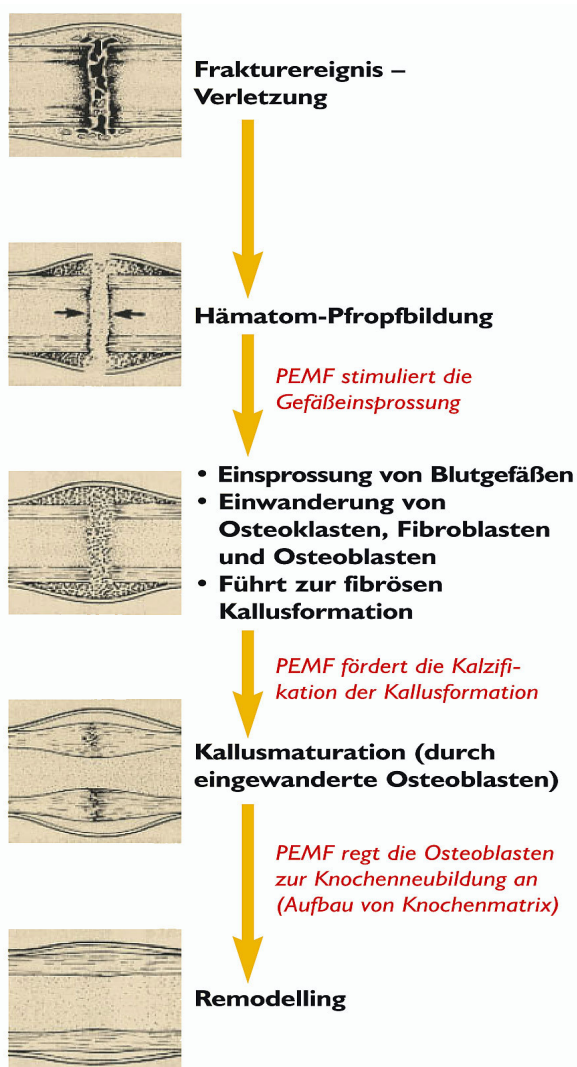 Frakturereignis –
Verletzung
Hämatom-Pfropfbildung
PEMF stimuliert die
Gefäßeinsprossung
• Einsprossung von Blutgefäßen
• Einwanderung von
Osteoklasten, Fibroblasten
und Osteoblasten
• Führt zur fibrösen
Kallusformation
PEMF fördert die Kalzifi-
kation der Kallusformation
Kallusmaturation (durch
eingewanderte Osteoblasten)
PEMF regt die Osteoblasten
zur Knochenneubildung an
(Aufbau von Knochenmatrix)
Remodelling